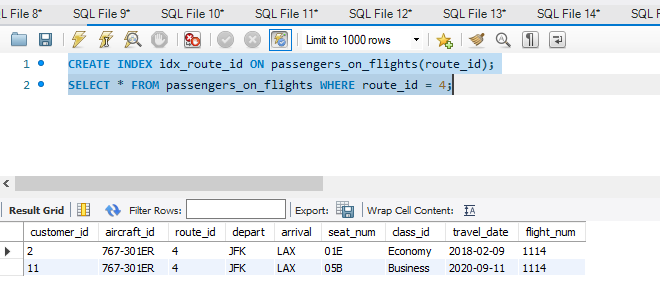 QL File 8* SQL File 9* SQL File 10* SQL File 11* SQL File 12* SQL File 13* SQL File 14* SQL
Limit to 1000 rows
1 CREATE INDEX idx_route_id ON passengers_on_flights(route_id);
2 SELECT * FROM passengers_on_flights WHERE route_id = 4;
Result Grid Filter Rows: Export: Wrap Cell Content: IA
customer_id aircraft_id route_id depart arrival seat_num class_id travel_date flight_num
2 767-301ER 4 JFK LAX 01E Economy 2018-02-09 1114
11 767-301ER 4 JFK LAX 05B Business 2020-09-11 1114